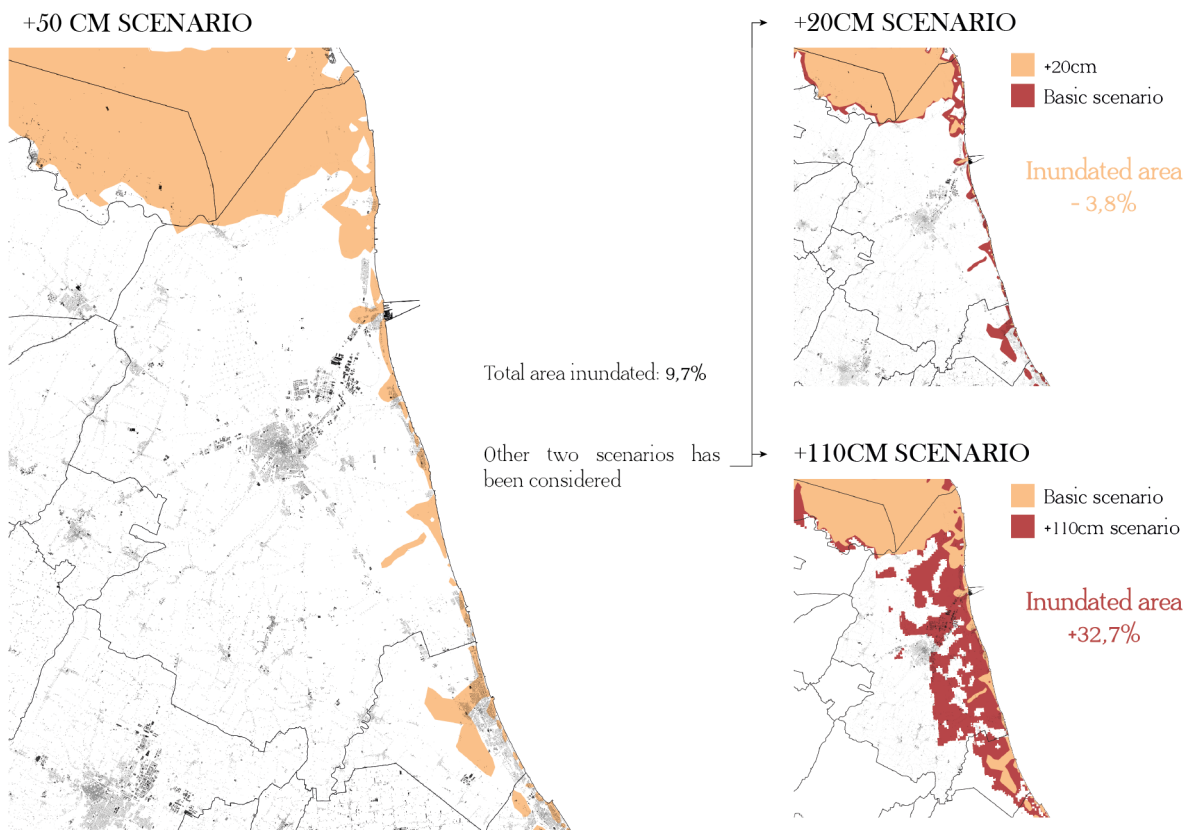 +50 CM SCENARIO
Total area inundated: 9,7%
Other two scenarios has
been considered
+20CM SCENARIO
+20cm
Basic scenario
Inundated area
- 3,8%
+110CM SCENARIO
Basic scenario
+110cm scenario
Inundated area
+32,7%